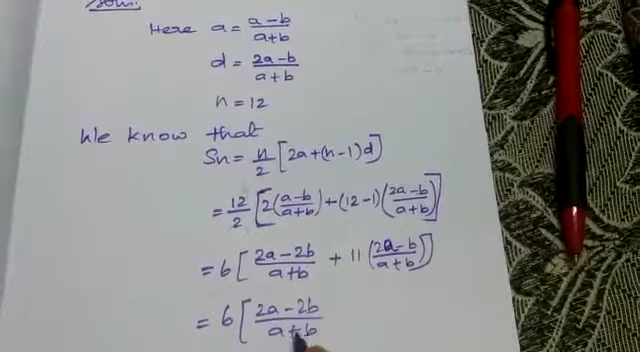 Soln:
Here a = a-b/a+b
d = 2a-b/a+b
n = 12
We know that
Sn = n/2 [2a+(n-1)d]
= 12/2 [2(a-b/a+b)+(12-1)(2a-b/a+b)]
= 6 [2a-2b/a+b + 11(2a-b/a+b)]
= 6 [2a-2b/a+b